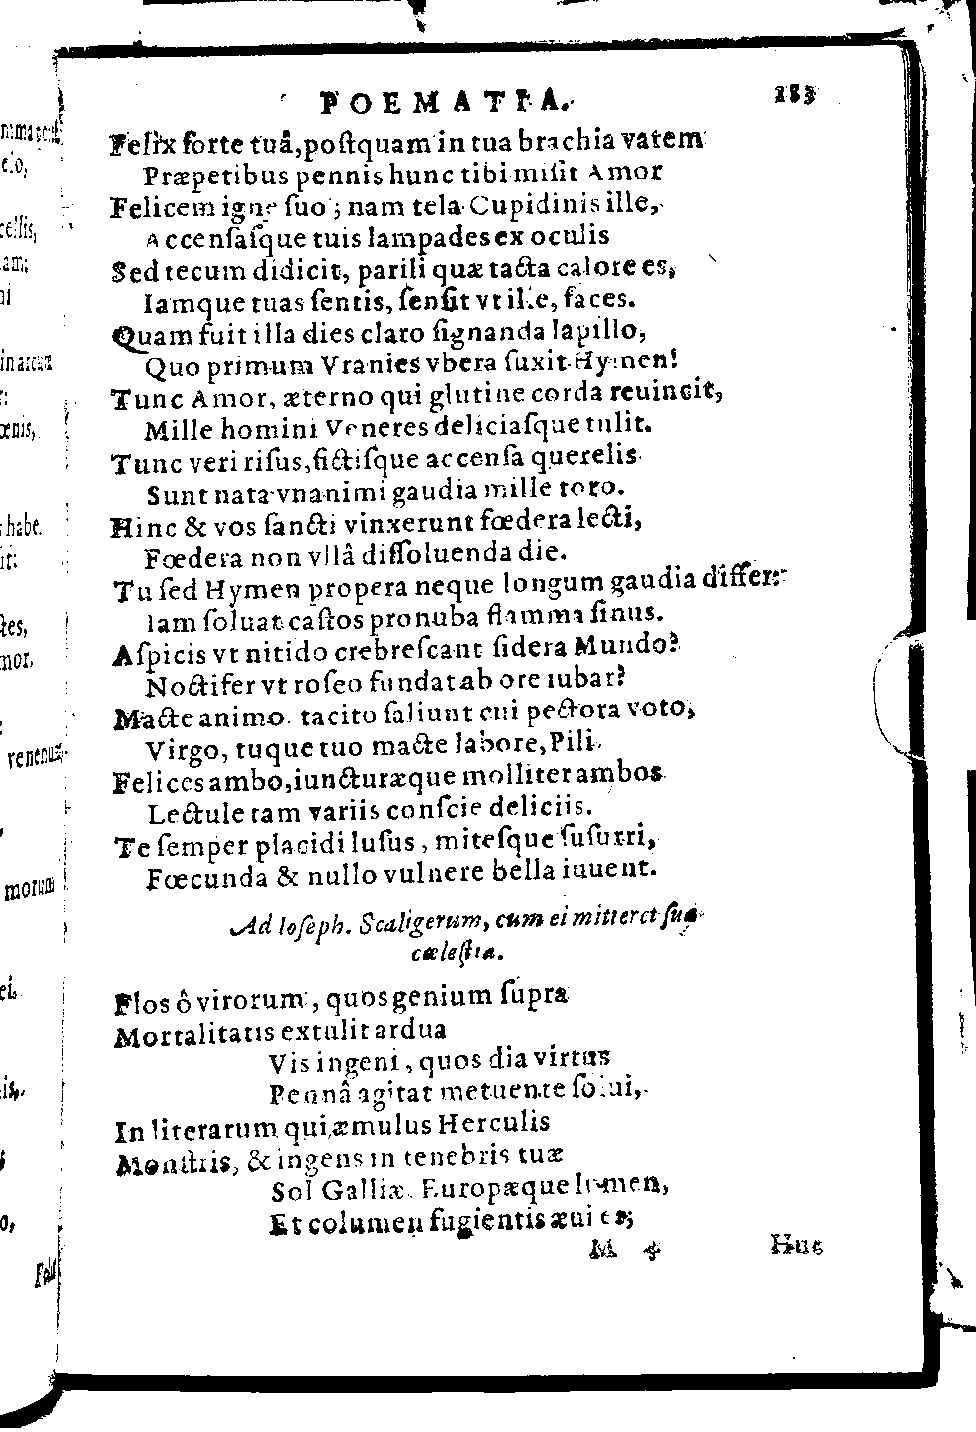 POEMATIA. 183
Felix forte tuâ, poſtquam in tua brachia vatem
Præpetibus pennis hunc tibi miſit Amor
Felicem igne ſuo; nam tela Cupidinis ille,
Accenſaſque tuis lampades ex oculis
Sed tecum didicit, parili quæ tacta calore es,
Iamque tuas ſentis, ſenſit vt ille, faces.
Quam fuit illa dies claro ſignanda lapillo,
Quo primum Vranies vbera ſuxit Hymen!
Tunc Amor, æterno qui glutine corda reuincit,
Mille homini Veneres deliciaſque tulit.
Tunc veri riſus, fictiſque accenſa querelis
Sunt nata vnanimi gaudia mille toro.
Hinc & vos ſancti vinxerunt fœdera lecti,
Fœdera non vllâ diſſoluenda die.
Tu ſed Hymen propera neque longum gaudia differ:
Iam ſoluat caſtos pronuba flamma ſinus.
Aſpicis vt nitido crebreſcant ſidera Mundo?
Noctifer vt roſeo fundat ab ore iubar?
Macte animo tacito ſaliunt cui pectora voto,
Virgo, tuque tuo macte labore, Pili.
Felices ambo, iuncturæque molliter ambos
Lectule tam variis conſcie deliciis.
Te ſemper placidi luſus, miteſque ſuſurri,
Fœcunda & nullo vulnere bella iuuent.
Ad Ioſeph. Scaligerum, cum ei mitteret ſua
cæleſtia.
Flos ô virorum, quos genium ſupra
Mortalitatis extulit ardua
Vis ingeni, quos dia virtus
Pennâ agitat metuente ſolui,
In literarum qui æmulus Herculis
Monſtris, & ingens in tenebris tuæ
Sol Galliæ, Europæque lumen,
Et columen fugientis æui es;
M 4 Huc